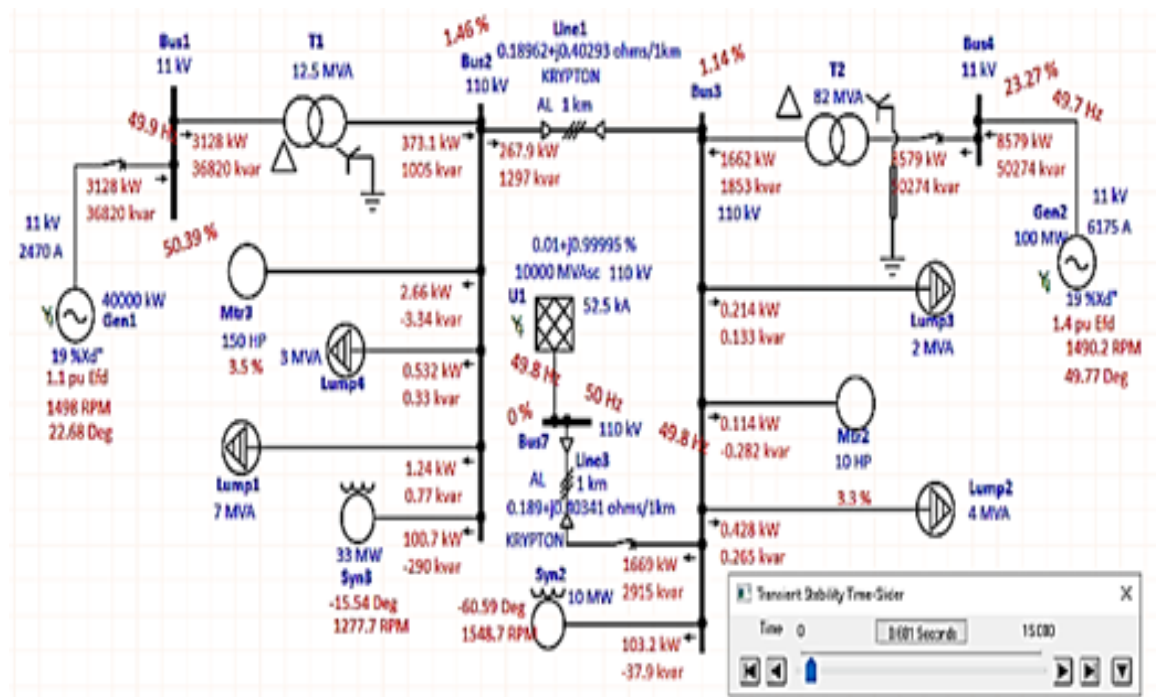 Bus1
11 kV
49.9 Hz
T1
12.5 MVA
3128 kW
36820 kvar
3128 kW
36820 kvar
50.39 %
11 kV
2470 A
40000 kW
Gen1
19 %Xd"
1.1 pu Efd
1498 RPM
22.68 Deg
1.46 %
Bus2
110 kV
373.1 kW
1005 kvar
267.9 kW
1297 kvar
Line1
0.18962+j0.40293 ohms/1km
KRYPTON
AL 1 km
1.14 %
Bus3
1662 kW
1853 kvar
110 kV
T2
82 MVA
Bus4
11 kV
23.27 %
49.7 Hz
8579 kW
50274 kvar
8579 kW
50274 kvar
11 kV
6175 A
Gen2
100 MW
19 %Xd"
1.4 pu Efd
1490.2 RPM
49.77 Deg
Mtr3
150 HP
3.5 %
2.66 kW
-3.34 kvar
3 MVA
Lump4
0.532 kW
0.33 kvar
Lump1
7 MVA
1.24 kW
0.77 kvar
33 MW
Syn3
-15.54 Deg
1277.7 RPM
100.7 kW
-290 kvar
0.01+j0.99995 %
10000 MVAsc 110 kV
U1
52.5 kA
49.8 Hz
50 Hz
0 %
Bus7
110 kV
Line3
AL
1 km
0.189+j0.40341 ohms/1km
KRYPTON
1669 kW
2915 kvar
49.8 Hz
0.214 kW
0.133 kvar
Lump3
2 MVA
0.114 kW
-0.282 kvar
Mtr2
10 HP
3.3 %
0.428 kW
0.265 kvar
Lump2
4 MVA
Syn2
10 MW
-60.59 Deg
1548.7 RPM
103.2 kW
-37.9 kvar
Transient Stability Time-Slider
X
Time 0
0.001 Seconds
15.000